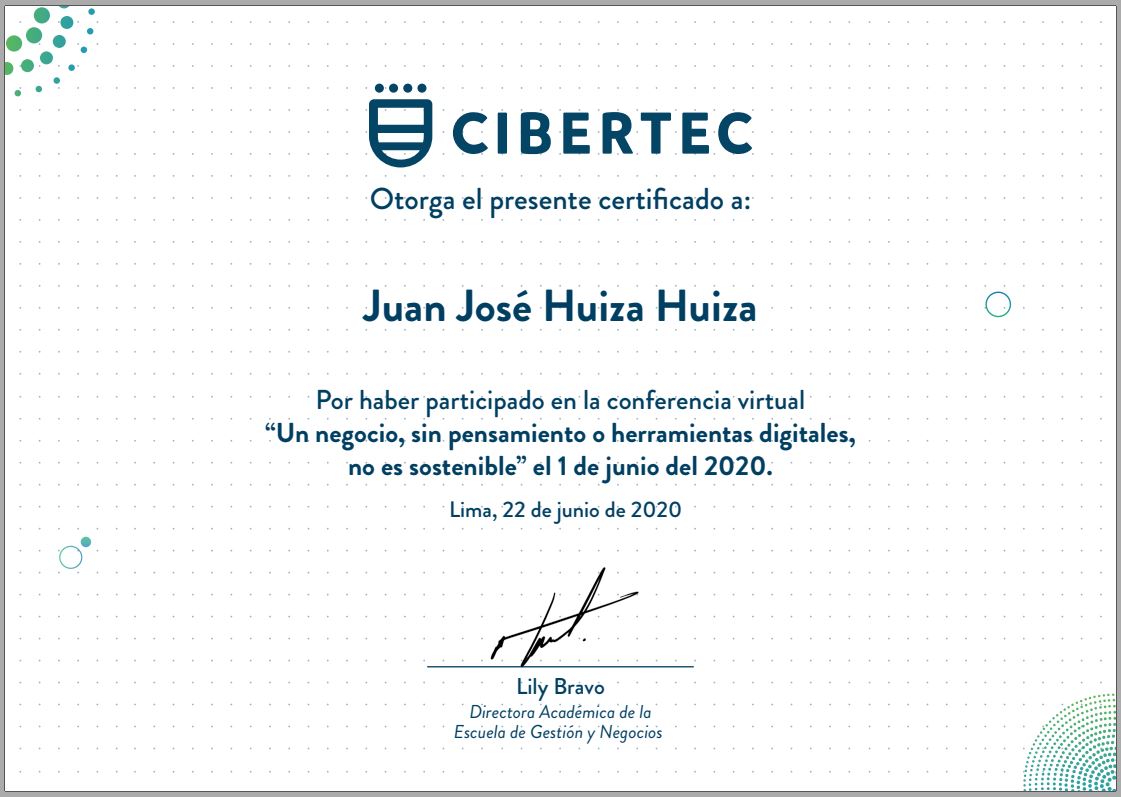 CIBERTEC
Otorga el presente certificado a:
Juan José Huiza Huiza
Por haber participado en la conferencia virtual
“Un negocio, sin pensamiento o herramientas digitales,
no es sostenible” el 1 de junio del 2020.
Lima, 22 de junio de 2020
Lily Bravo
Directora Académica de la
Escuela de Gestión y Negocios